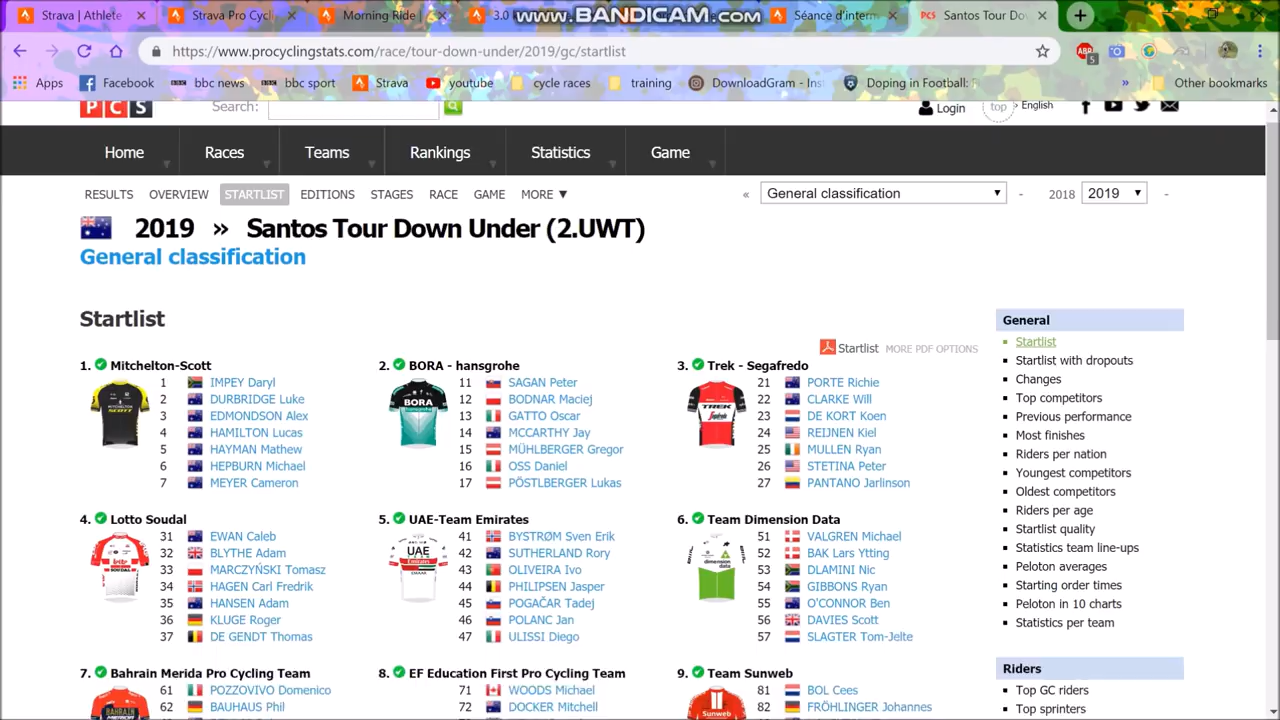 Strava | Athlete
Strava Pro Cycli
Morning Ride |
3.0 k
www.BANDICAM.com
Séance d'intern
PCS Santos Tour Do
https://www.procyclingstats.com/race/tour-down-under/2019/gc/startlist
ABP 5
Apps Facebook BBC bbc news BBC bbc sport Strava youtube cycle races training DownloadGram - Inst Doping in Football: F » Other bookmarks
PCS Search: Login top › English
Home Races Teams Rankings Statistics Game
RESULTS OVERVIEW STARTLIST EDITIONS STAGES RACE GAME MORE ▼ « General classification - 2018 2019 -
2019 » Santos Tour Down Under (2.UWT)
General classification
Startlist
Startlist MORE PDF OPTIONS
1. Mitchelton-Scott
1 IMPEY Daryl
2 DURBRIDGE Luke
3 EDMONDSON Alex
4 HAMILTON Lucas
5 HAYMAN Mathew
6 HEPBURN Michael
7 MEYER Cameron
2. BORA - hansgrohe
BORA
11 SAGAN Peter
12 BODNAR Maciej
13 GATTO Oscar
14 MCCARTHY Jay
15 MÜHLBERGER Gregor
16 OSS Daniel
17 PÖSTLBERGER Lukas
3. Trek - Segafredo
TREK
21 PORTE Richie
22 CLARKE Will
23 DE KORT Koen
24 REIJNEN Kiel
25 MULLEN Ryan
26 STETINA Peter
27 PANTANO Jarlinson
4. Lotto Soudal
31 EWAN Caleb
32 BLYTHE Adam
33 MARCZYŃSKI Tomasz
34 HAGEN Carl Fredrik
35 HANSEN Adam
36 KLUGE Roger
37 DE GENDT Thomas
5. UAE-Team Emirates
UAE
41 BYSTRØM Sven Erik
42 SUTHERLAND Rory
43 OLIVEIRA Ivo
44 PHILIPSEN Jasper
45 POGAČAR Tadej
46 POLANC Jan
47 ULISSI Diego
6. Team Dimension Data
51 VALGREN Michael
52 BAK Lars Ytting
53 DLAMINI Nic
54 GIBBONS Ryan
55 O'CONNOR Ben
56 DAVIES Scott
57 SLAGTER Tom-Jelte
7. Bahrain Merida Pro Cycling Team
61 POZZOVIVO Domenico
62 BAUHAUS Phil
8. EF Education First Pro Cycling Team
71 WOODS Michael
72 DOCKER Mitchell
9. Team Sunweb
Sunweb
81 BOL Cees
82 FRÖHLINGER Johannes
General
Startlist
Startlist with dropouts
Changes
Top competitors
Previous performance
Most finishes
Riders per nation
Youngest competitors
Oldest competitors
Riders per age
Startlist quality
Statistics team line-ups
Peloton averages
Starting order times
Peloton in 10 charts
Statistics per team
Riders
Top GC riders
Top sprinters